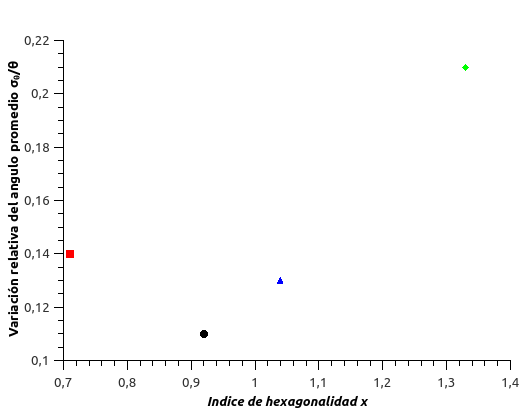 0,22
0,2
0,18
0,16
0,14
0,12
0,1
Variación relativa del angulo promedio σₐ/θ
0,7 0,8 0,9 1 1,1 1,2 1,3 1,4
Indice de hexagonalidad x